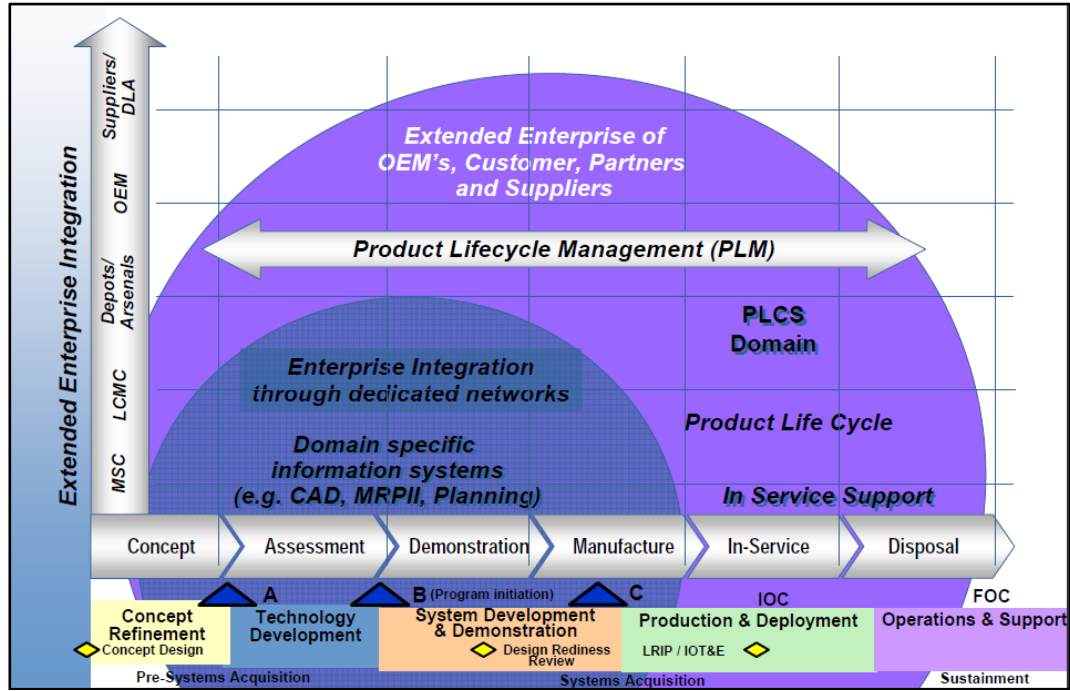 Extended Enterprise Integration
Suppliers/
DLA
OEM
Depots/
Arsenals
LCMC
MSC
Extended Enterprise of
OEM's, Customer, Partners
and Suppliers
Product Lifecycle Management (PLM)
PLCS
Domain
Enterprise Integration
through dedicated networks
Product Life Cycle
Domain specific
information systems
(e.g. CAD, MRPII, Planning)
In Service Support
Concept
Assessment
Demonstration
Manufacture
In-Service
Disposal
A
B (Program initiation)
C
IOC
FOC
Concept
Refinement
Concept Design
Technology
Development
System Development
& Demonstration
Design Rediness
Review
Production & Deployment
LRIP / IOT&E
Operations & Support
Pre-Systems Acquisition
Systems Acquisition
Sustainment